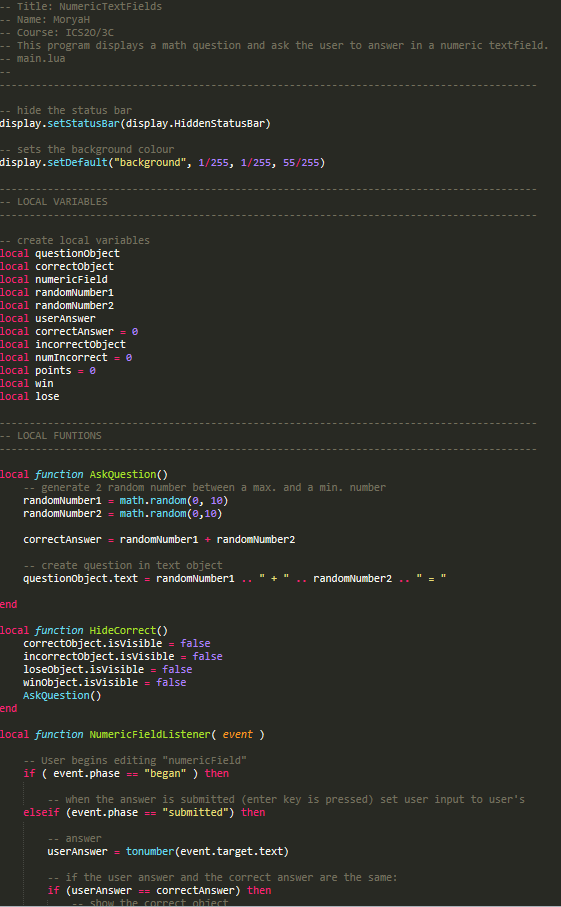 -- Title: NumericTextFields
-- Name: MoryaH
-- Course: ICS2O/3C
-- This program displays a math question and ask the user to answer in a numeric textfield.
-- main.lua
--
-----------------------------------------------------------------------------------------
-- hide the status bar
display.setStatusBar(display.HiddenStatusBar)
-- sets the background colour
display.setDefault("background", 1/255, 1/255, 55/255)
-----------------------------------------------------------------------------------------
-- LOCAL VARIABLES
-----------------------------------------------------------------------------------------
-- create local variables
local questionObject
local correctObject
local numericField
local randomNumber1
local randomNumber2
local userAnswer
local correctAnswer = 0
local incorrectObject
local numIncorrect = 0
local points = 0
local win
local lose
-----------------------------------------------------------------------------------------
-- LOCAL FUNTIONS
-----------------------------------------------------------------------------------------
local function AskQuestion()
-- generate 2 random number between a max. and a min. number
randomNumber1 = math.random(0, 10)
randomNumber2 = math.random(0,10)
correctAnswer = randomNumber1 + randomNumber2
-- create question in text object
questionObject.text = randomNumber1 .. " + " .. randomNumber2 .. " = "
end
local function HideCorrect()
correctObject.isVisible = false
incorrectObject.isVisible = false
loseObject.isVisible = false
winObject.isVisible = false
AskQuestion()
end
local function NumericFieldListener( event )
-- User begins editing "numericField"
if ( event.phase == "began" ) then
-- when the answer is submitted (enter key is pressed) set user input to user's
elseif (event.phase == "submitted") then
-- answer
userAnswer = tonumber(event.target.text)
-- if the user answer and the correct answer are the same:
if (userAnswer == correctAnswer) then
-- show the correct object